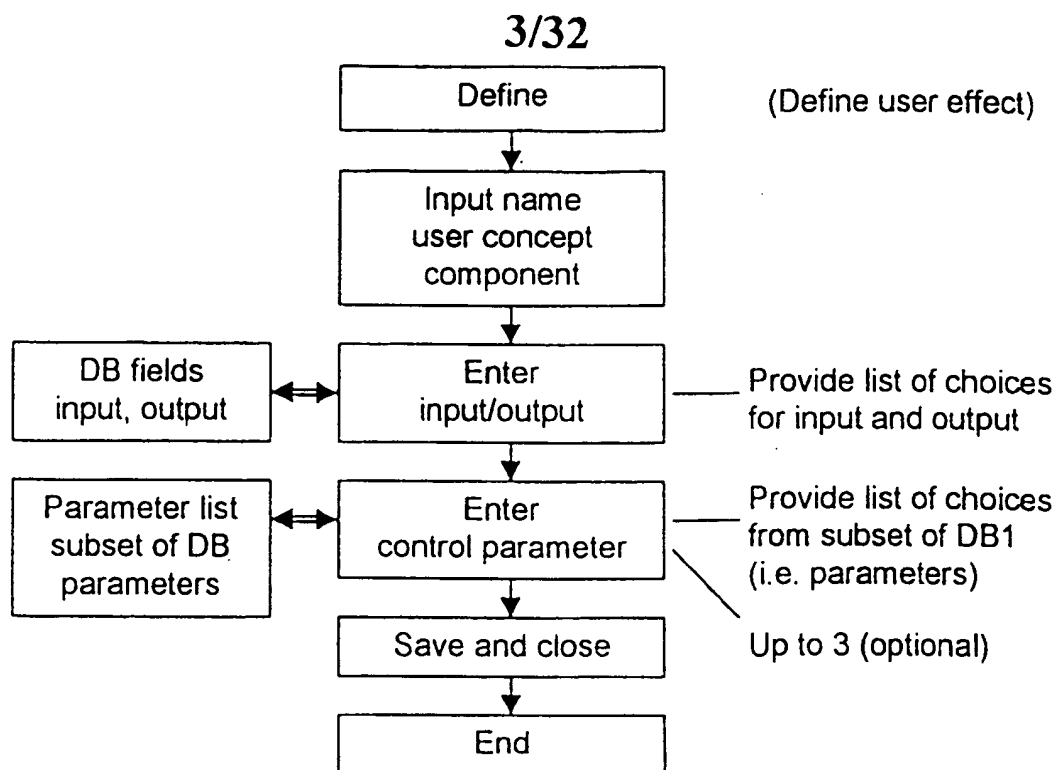 3/32
Define
(Define user effect)
Input name
user concept
component
DB fields
input, output
Enter
input/output
Provide list of choices
for input and output
Parameter list
subset of DB
parameters
Enter
control parameter
Provide list of choices
from subset of DB1
(i.e. parameters)
Up to 3 (optional)
Save and close
End